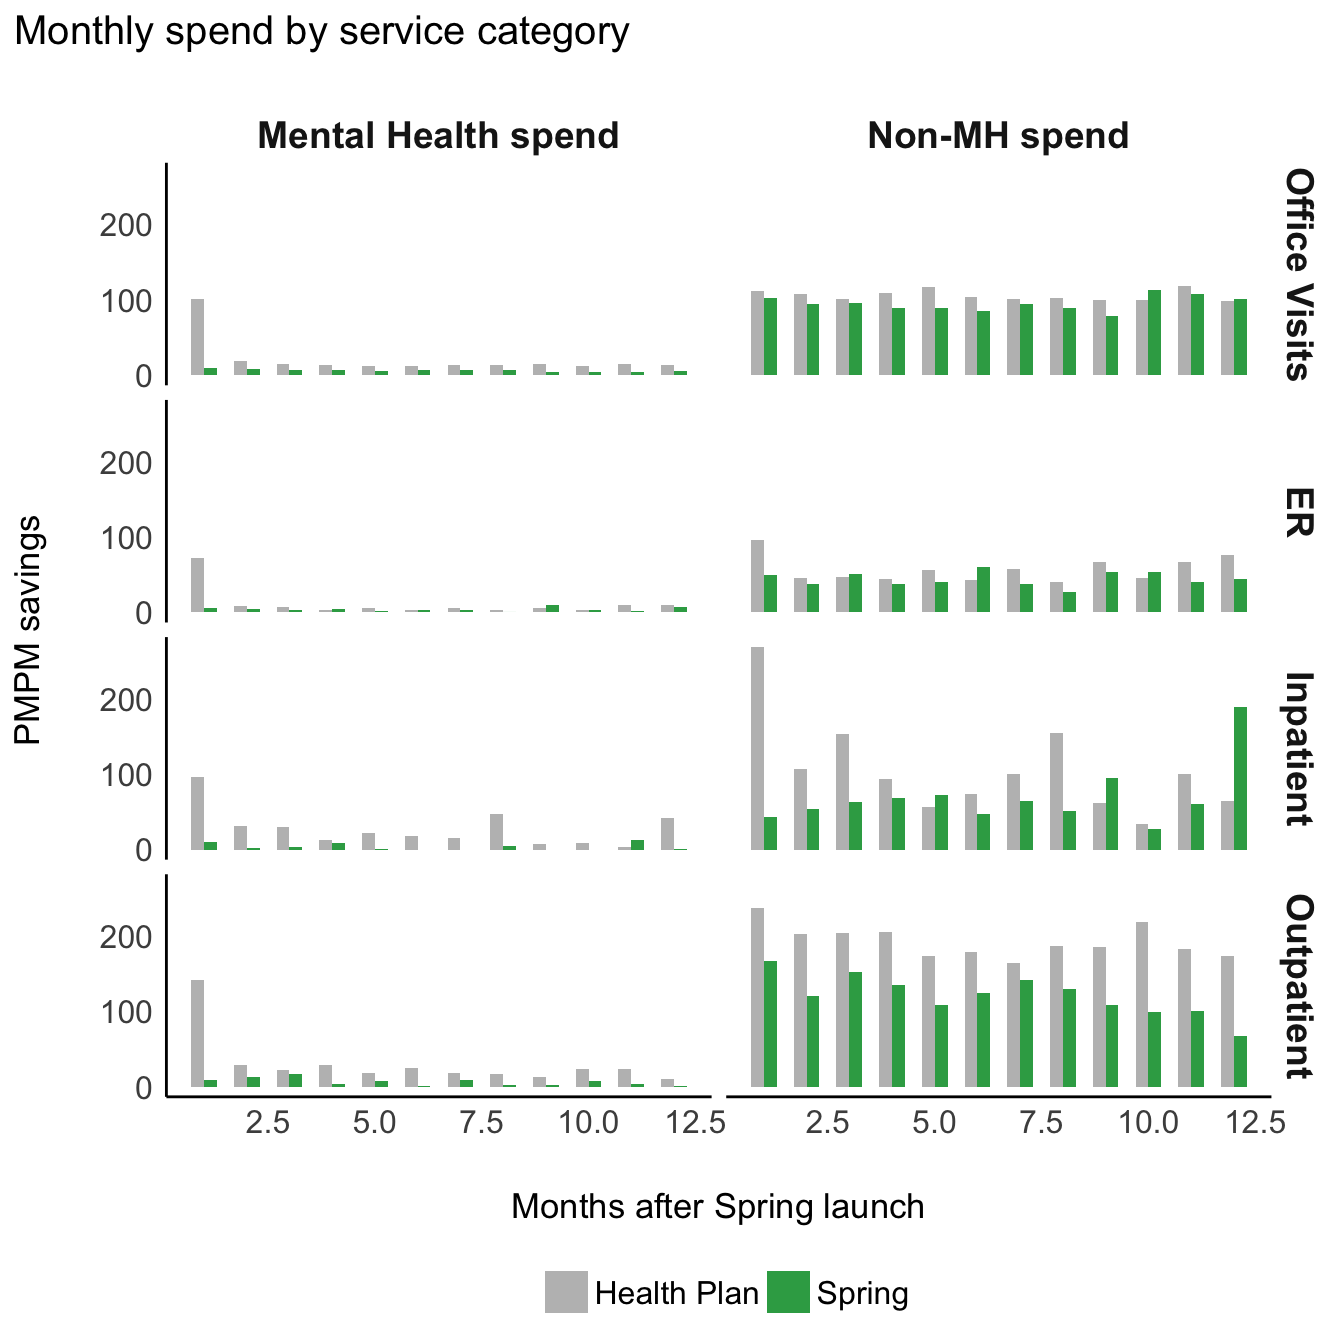 Monthly spend by service category
Mental Health spend
Non-MH spend
Office Visits
200
100
0
ER
200
100
0
PMPM savings
Inpatient
200
100
0
Outpatient
200
100
0
2.5 5.0 7.5 10.0 12.5
2.5 5.0 7.5 10.0 12.5
Months after Spring launch
Health Plan
Spring